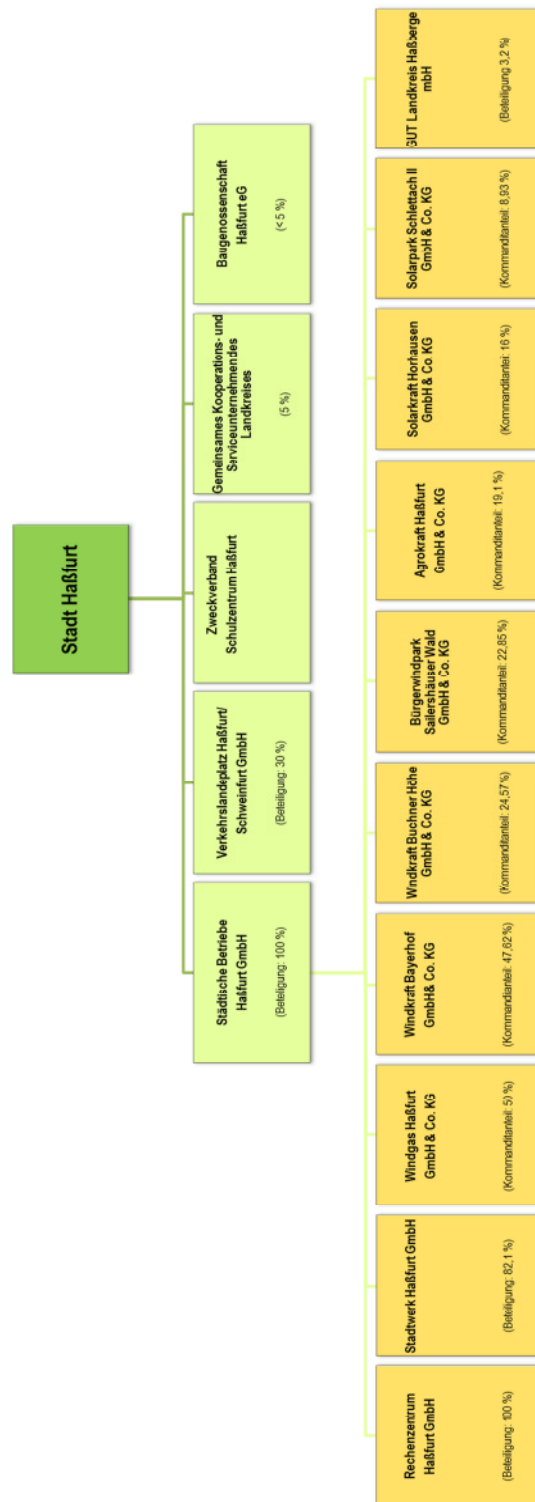 Stadt Haßfurt
Städtische Betriebe
Haßfurt GmbH
(Beteiligung: 100 %)
Verkehrslandeplatz Haßfurt/
Schweinfurt GmbH
(Beteiligung: 30 %)
Zweckverband
Schulzentrum Haßfurt
Gemeinsames Kooperations- und
Serviceunternehmendes
Landkreises
(5 %)
Baugenossenschaft
Haßfurt eG
(< 5 %)
Rechenzentrum
Haßfurt GmbH
(Beteiligung: 100 %)
Stadtwerk Haßfurt GmbH
(Beteiligung: 82,1 %)
Windgas Haßfurt
GmbH & Co. KG
(Kommanditanteil: 50 %)
Windkraft Bayerhof
GmbH& Co. KG
(Kommandianteil: 47,62 %)
Windkraft Buchner Höhe
GmbH & Co. KG
(Kommanditanteil: 24,57%)
Bürgerwindpark
Sailershäuser Wald
GmbH & Co. KG
(Kommanditanteil: 22,85 %)
Agrokraft Haßfurt
GmbH & Co. KG
(Kommanditanteil: 19,1 %)
Solarkraft Horhausen
GmbH & Co. KG
(Kommanditanteil: 16 %)
Solarpark Schlettach II
GmbH & Co. KG
(Kommanditanteil: 8,93 %)
GUT Landkreis Haßberge
mbH
(Beteiligung 3,2 %)